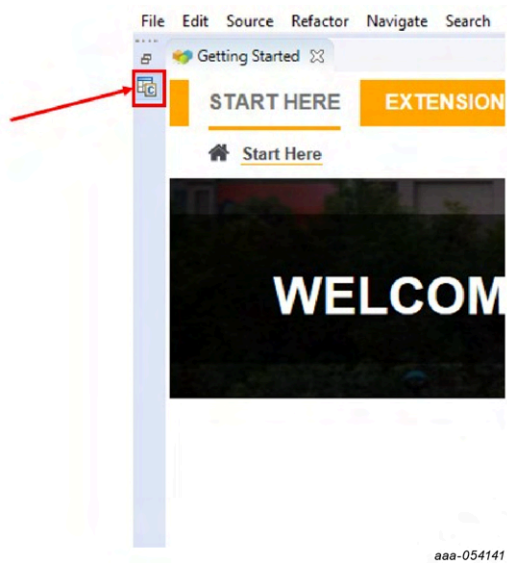 File Edit Source Refactor Navigate Search
Getting Started
START HERE EXTENSION
Start Here
WELCOM
aaa-054141